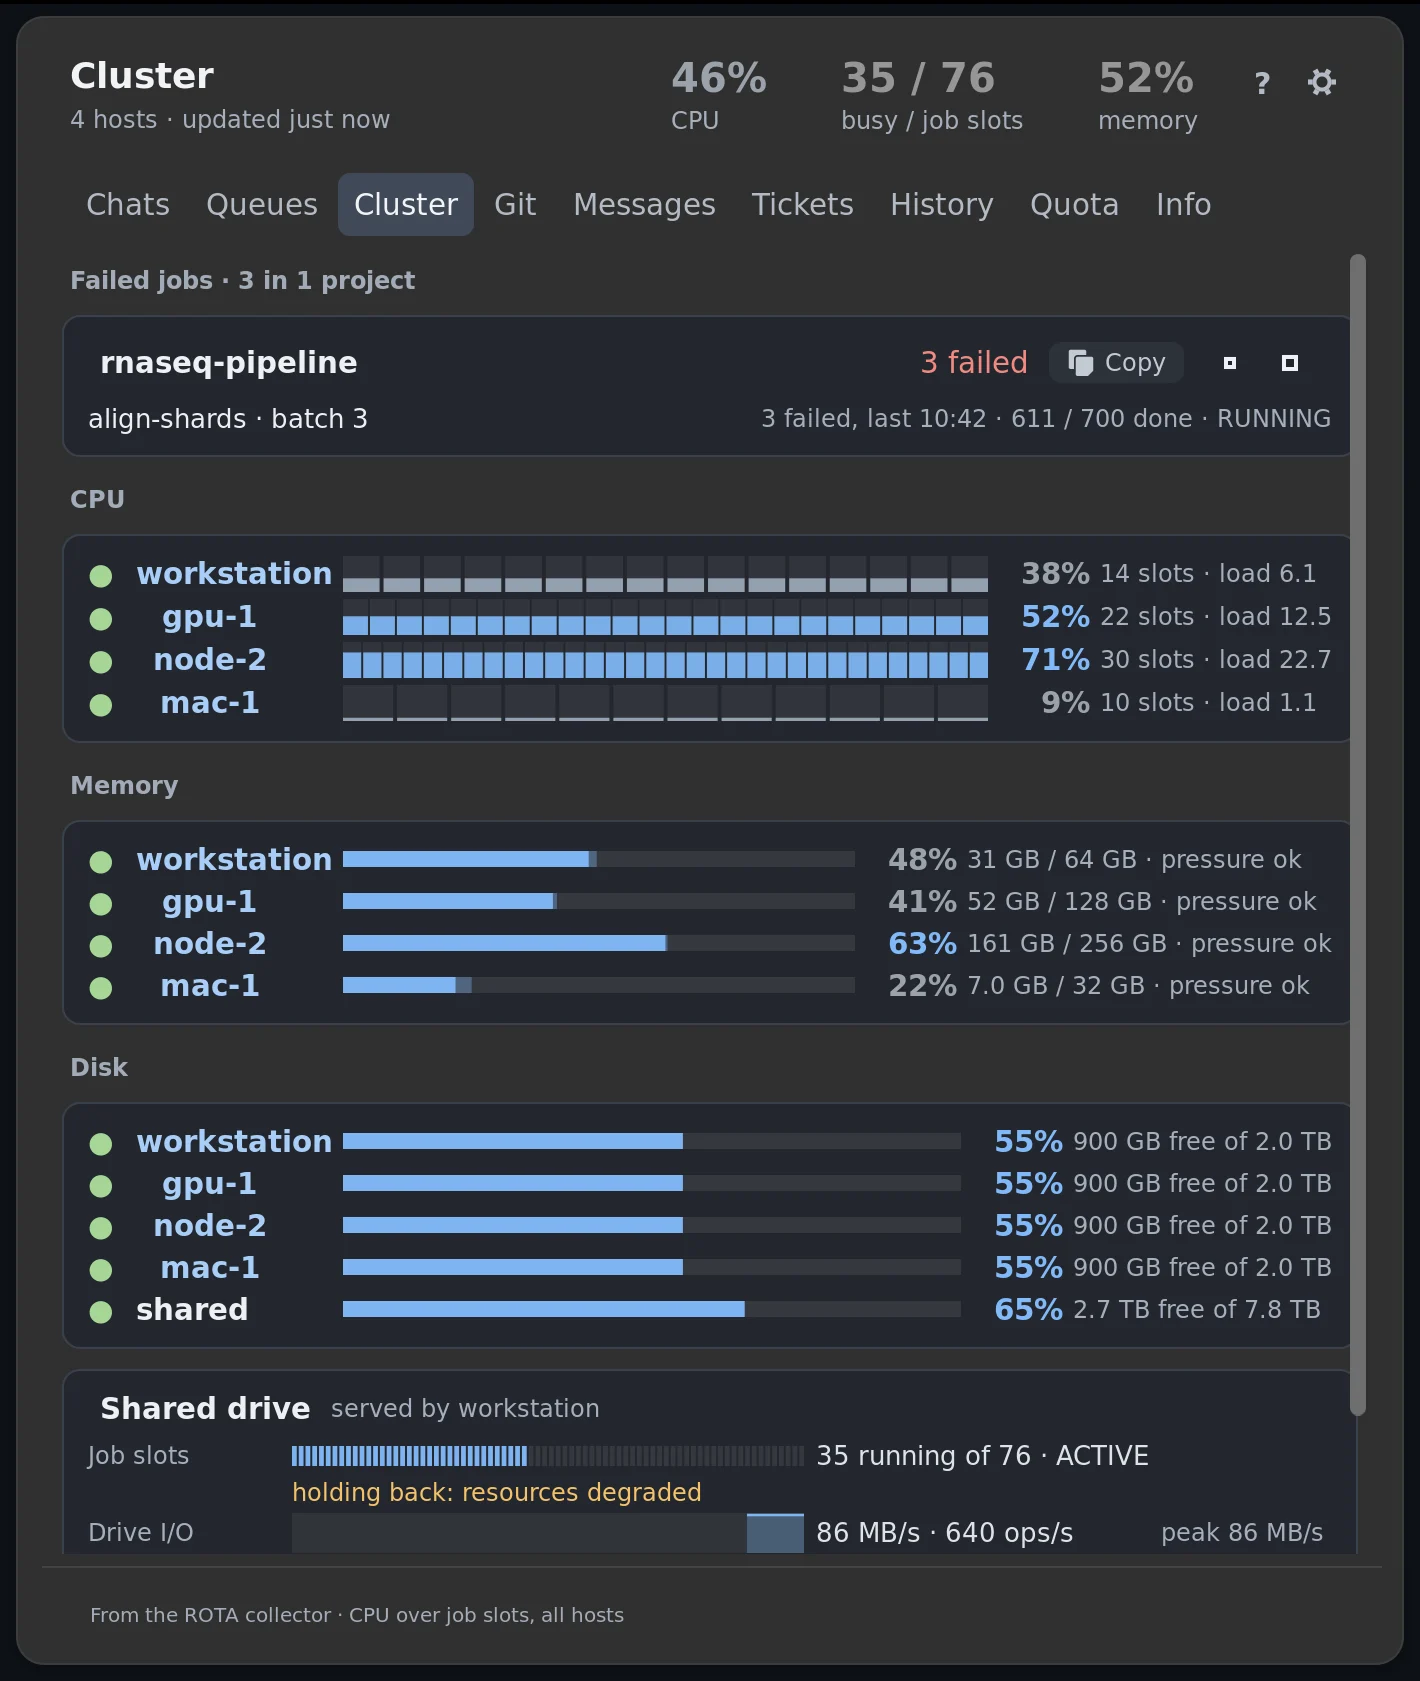 Cluster
4 hosts · updated just now
46%
CPU
35 / 76
busy / job slots
52%
memory
?
Chats Queues Cluster Git Messages Tickets History Quota Info
Failed jobs · 3 in 1 project
rnaseq-pipeline 3 failed Copy
align-shards · batch 3 3 failed, last 10:42 · 611 / 700 done · RUNNING
CPU
workstation 38% 14 slots · load 6.1
gpu-1 52% 22 slots · load 12.5
node-2 71% 30 slots · load 22.7
mac-1 9% 10 slots · load 1.1
Memory
workstation 48% 31 GB / 64 GB · pressure ok
gpu-1 41% 52 GB / 128 GB · pressure ok
node-2 63% 161 GB / 256 GB · pressure ok
mac-1 22% 7.0 GB / 32 GB · pressure ok
Disk
workstation 55% 900 GB free of 2.0 TB
gpu-1 55% 900 GB free of 2.0 TB
node-2 55% 900 GB free of 2.0 TB
mac-1 55% 900 GB free of 2.0 TB
shared 65% 2.7 TB free of 7.8 TB
Shared drive served by workstation
Job slots 35 running of 76 · ACTIVE
holding back: resources degraded
Drive I/O 86 MB/s · 640 ops/s peak 86 MB/s
From the ROTA collector · CPU over job slots, all hosts